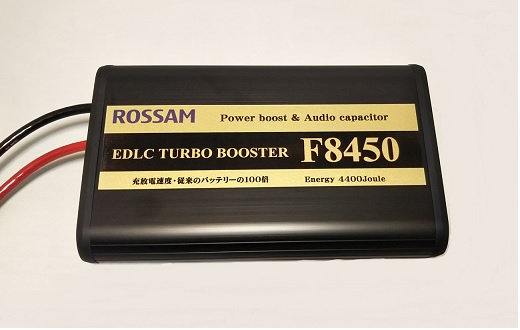 ROSSAM Power boost & Audio capacitor
EDLC TURBO BOOSTER F8450
充放電速度・従来のバッテリーの100倍 Energy 4400Joule